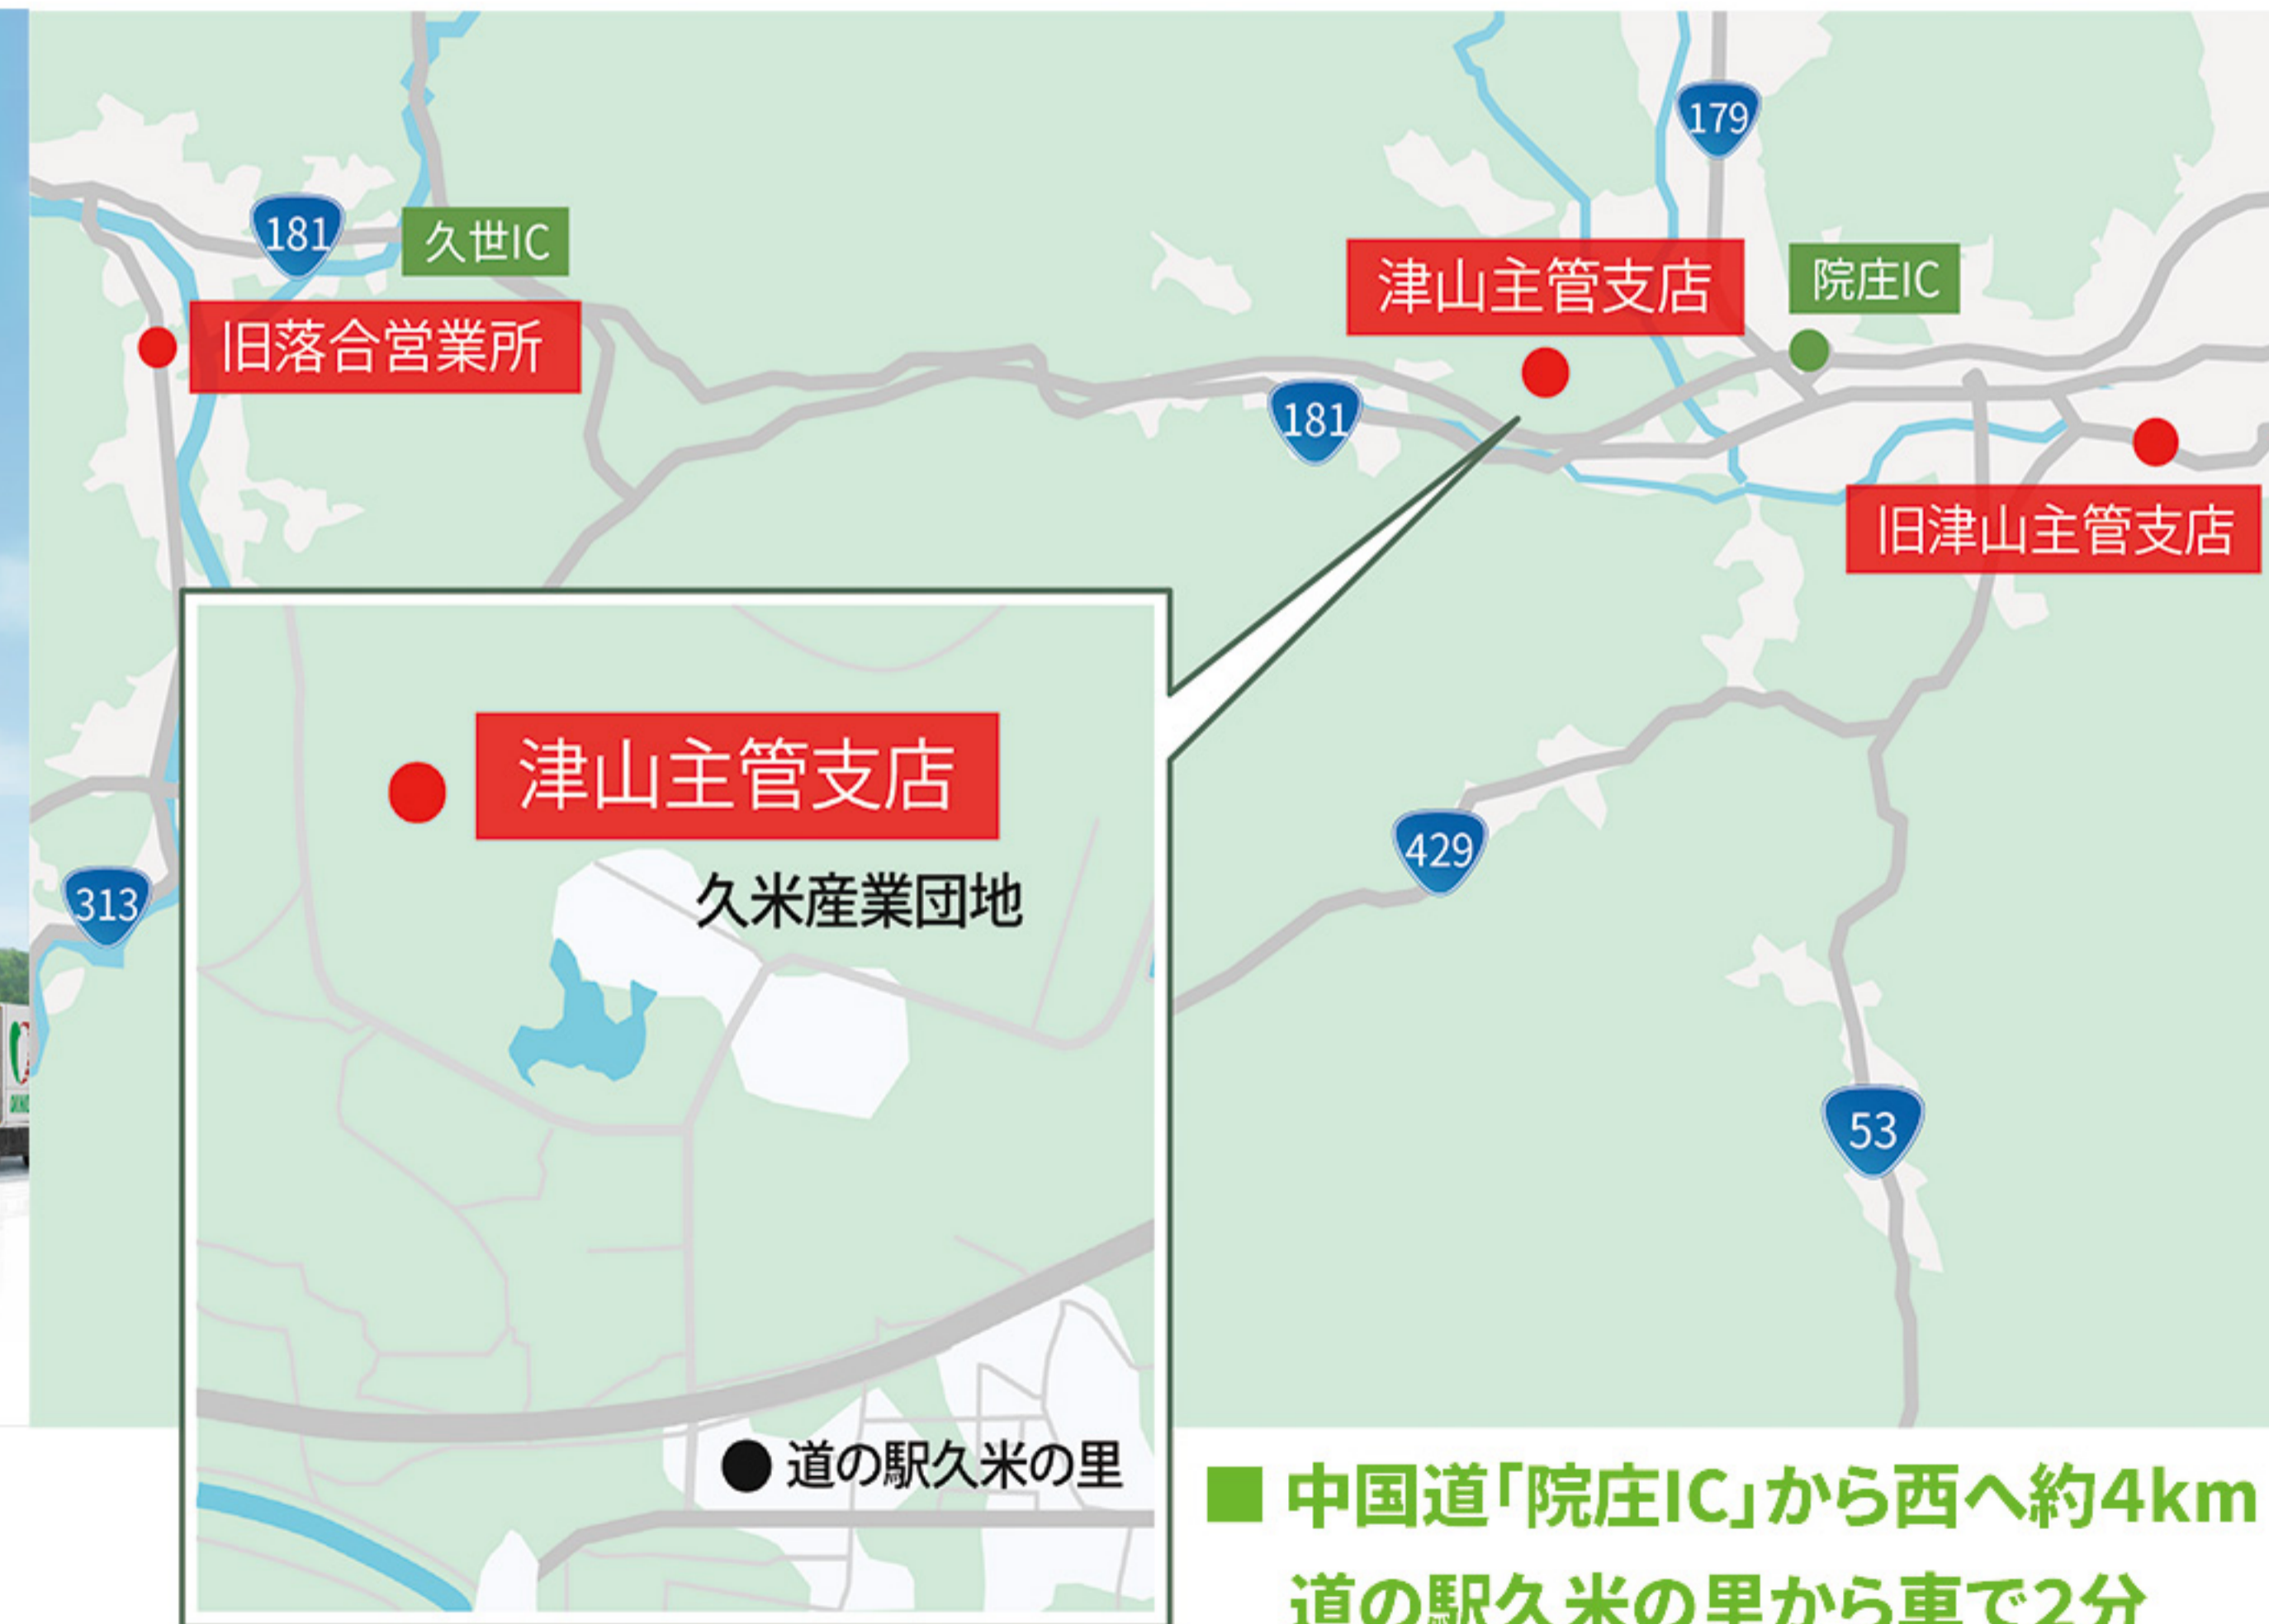 179
181
久世IC
津山主管支店
院庄IC
旧落合営業所
181
旧津山主管支店
津山主管支店
久米産業団地
429
313
53
道の駅久米の里
■ 中国道「院庄IC」から西へ約4km
道の駅久米の里から車で2分